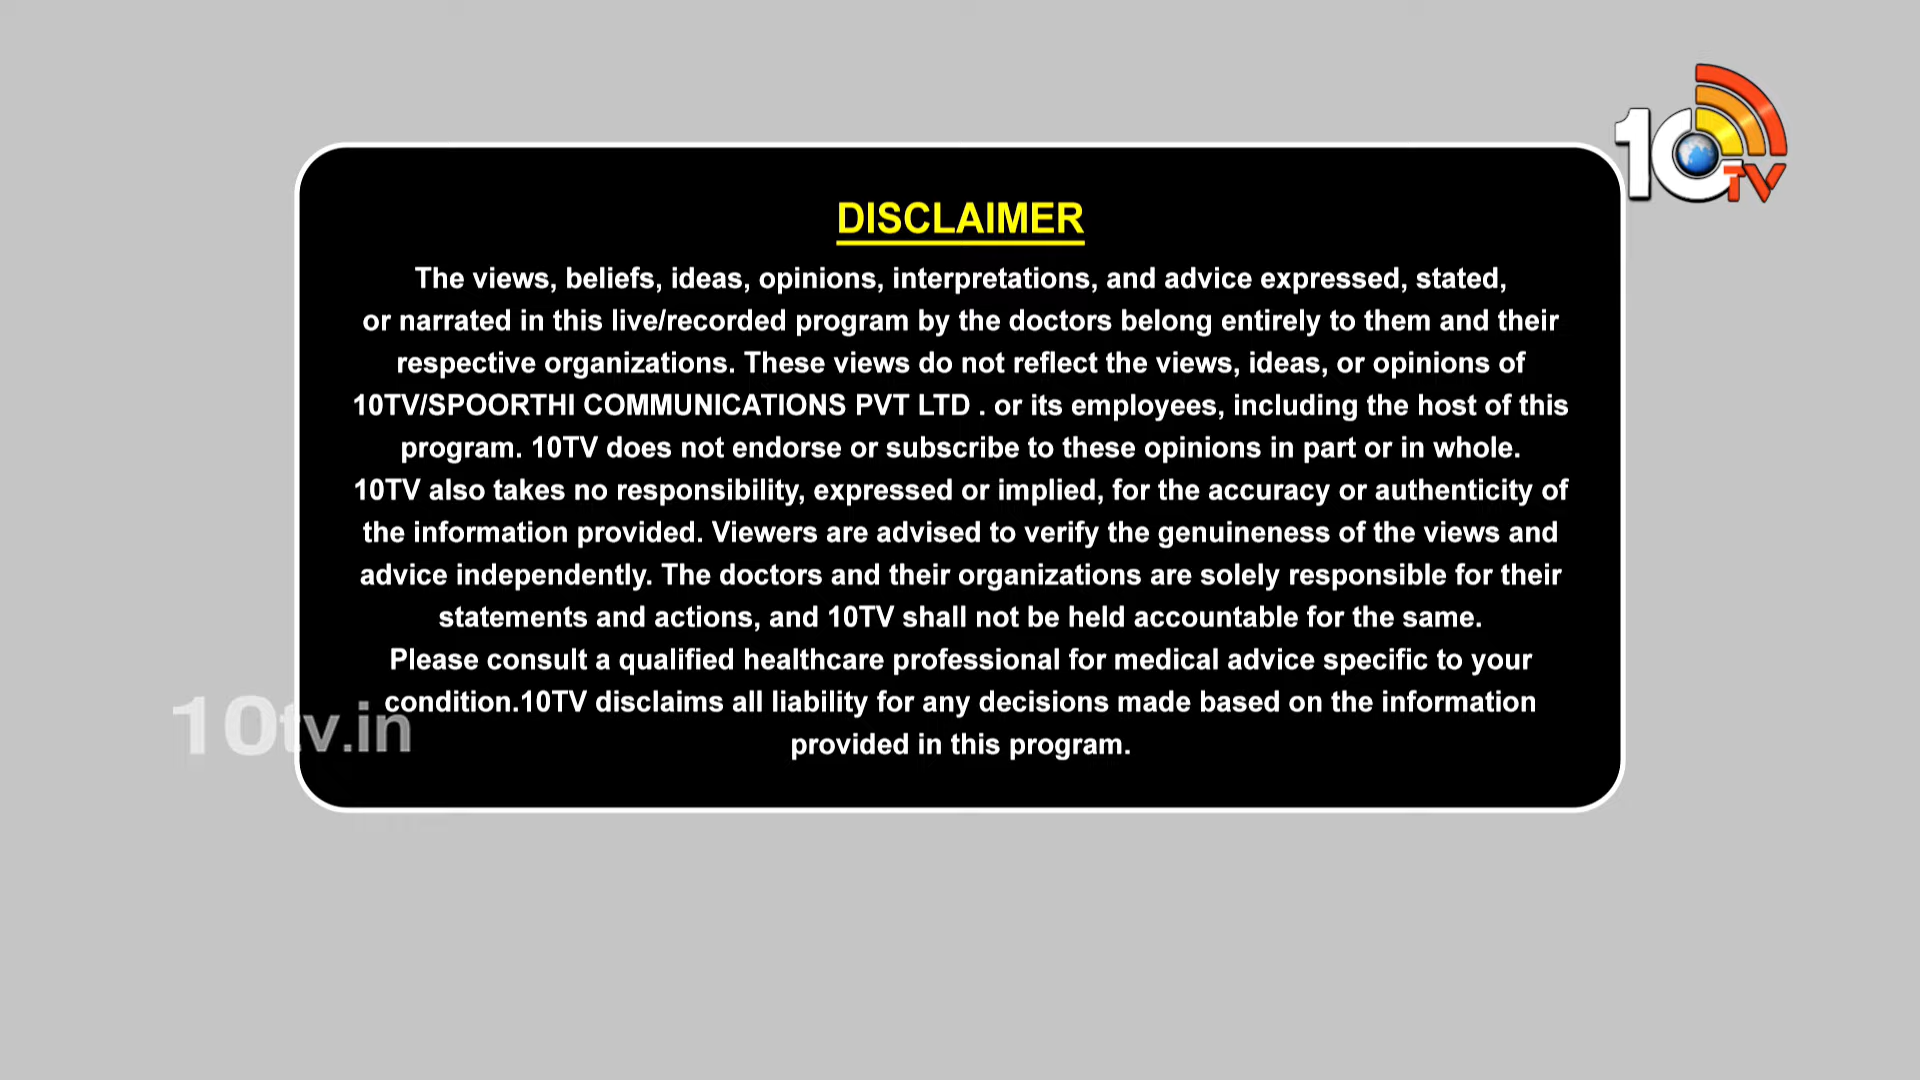 10TV
DISCLAIMER
The views, beliefs, ideas, opinions, interpretations, and advice expressed, stated,
or narrated in this live/recorded program by the doctors belong entirely to them and their
respective organizations. These views do not reflect the views, ideas, or opinions of
10TV/SPOORTHI COMMUNICATIONS PVT LTD . or its employees, including the host of this
program. 10TV does not endorse or subscribe to these opinions in part or in whole.
10TV also takes no responsibility, expressed or implied, for the accuracy or authenticity of
the information provided. Viewers are advised to verify the genuineness of the views and
advice independently. The doctors and their organizations are solely responsible for their
statements and actions, and 10TV shall not be held accountable for the same.
Please consult a qualified healthcare professional for medical advice specific to your
condition.10TV disclaims all liability for any decisions made based on the information
provided in this program.
10tv.in